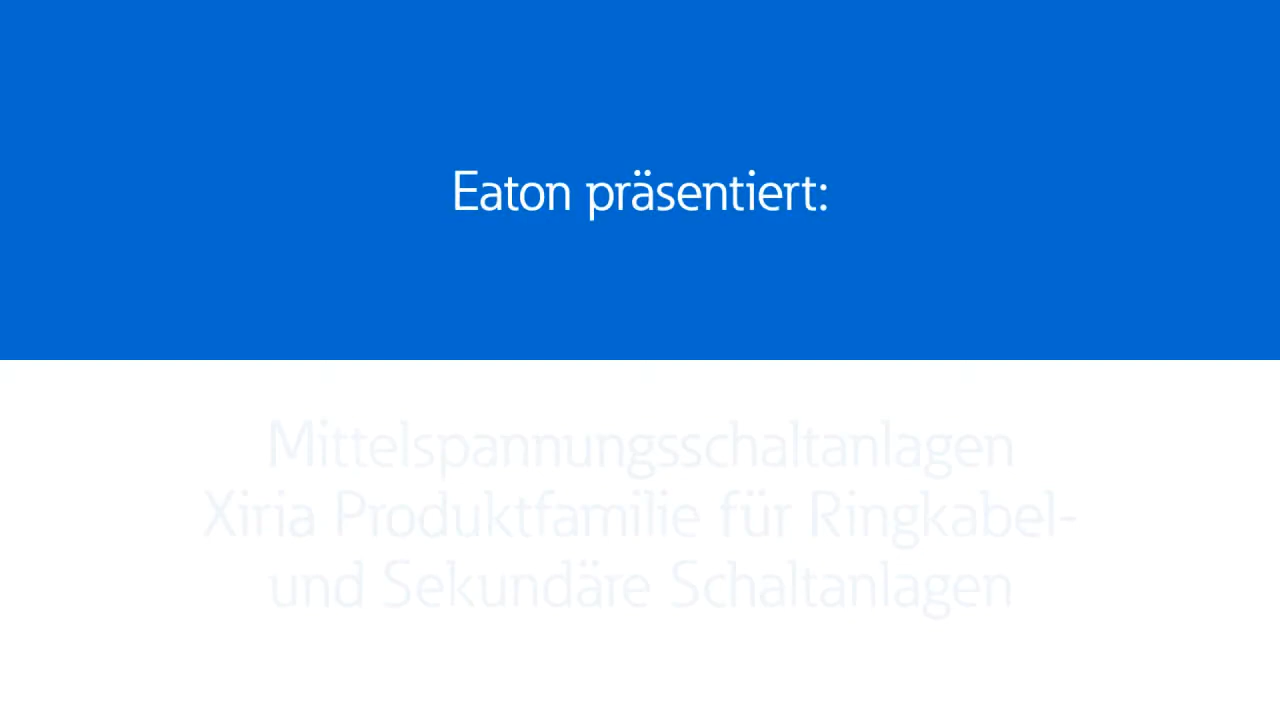 Eaton präsentiert:
Mittelspannungsschaltanlagen
Xiria Produktfamilie für Ringkabel-
und Sekundäre Schaltanlagen